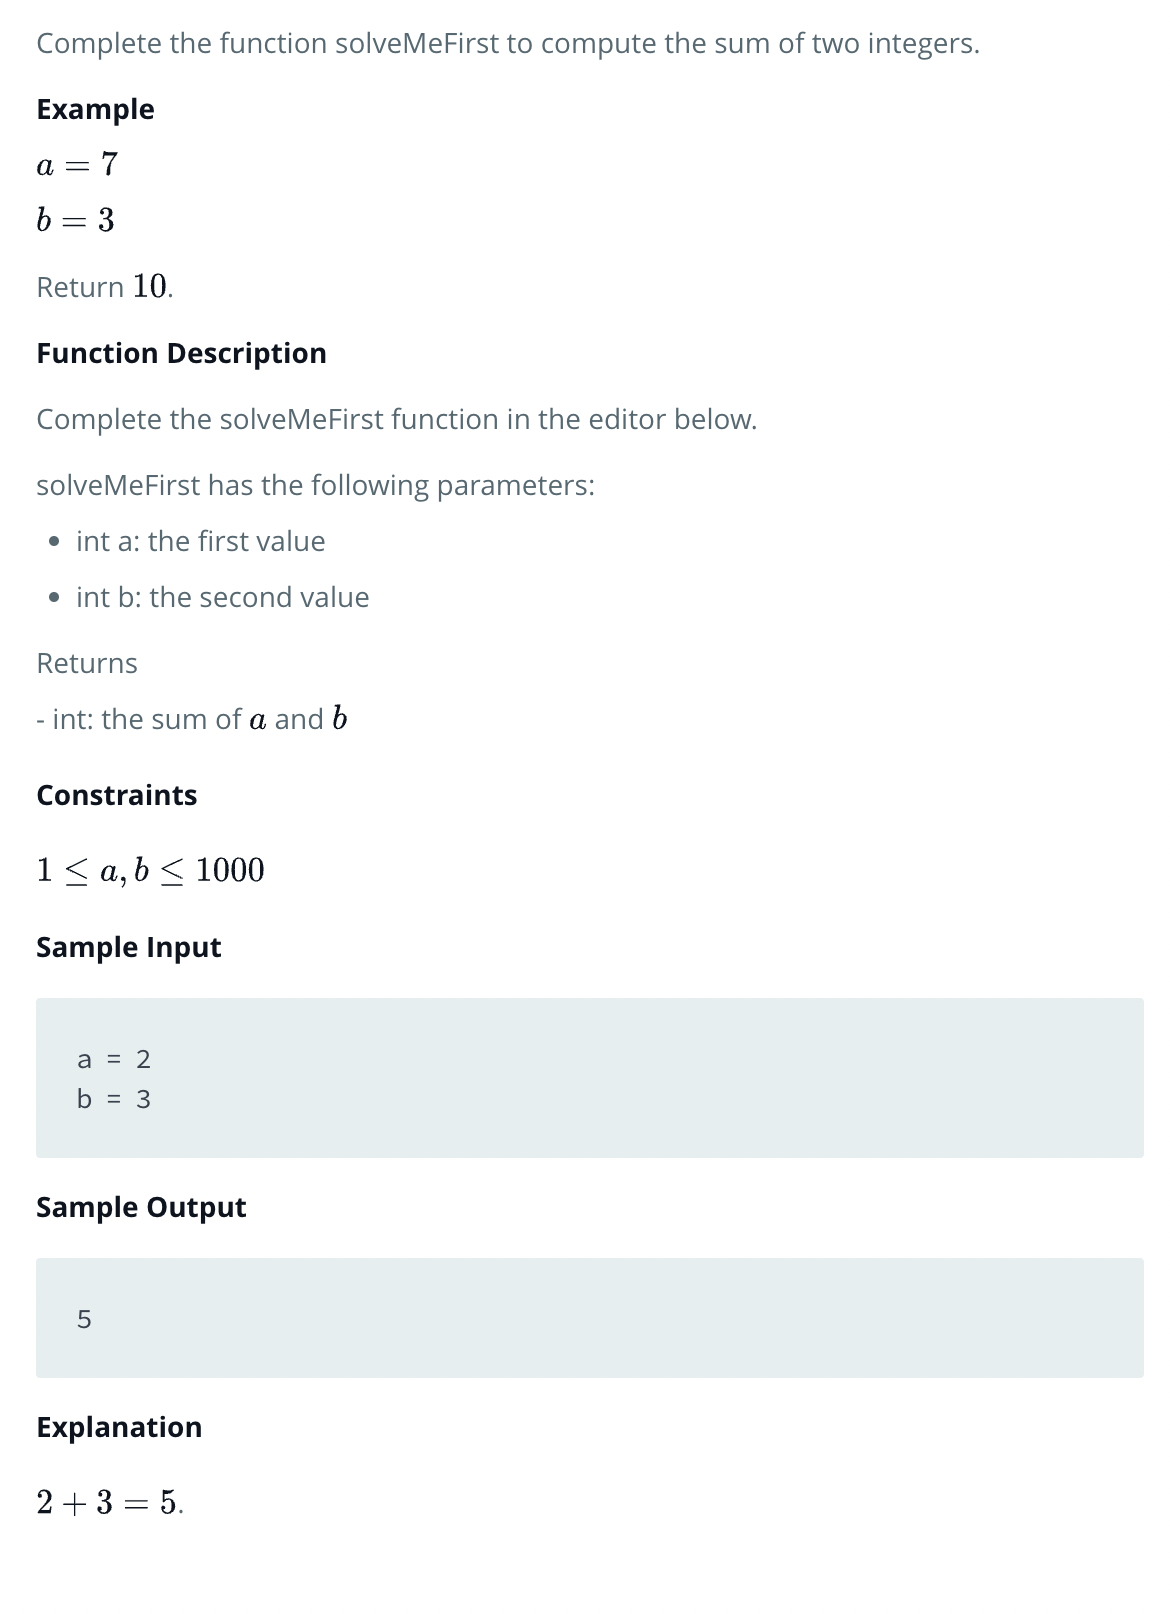 Complete the function solveMeFirst to compute the sum of two integers.
Example
a = 7
b = 3
Return 10.
Function Description
Complete the solveMeFirst function in the editor below.
solveMeFirst has the following parameters:
• int a: the first value
• int b: the second value
Returns
- int: the sum of a and b
Constraints
1 ≤ a, b ≤ 1000
Sample Input
a = 2
b = 3
Sample Output
5
Explanation
2 + 3 = 5.